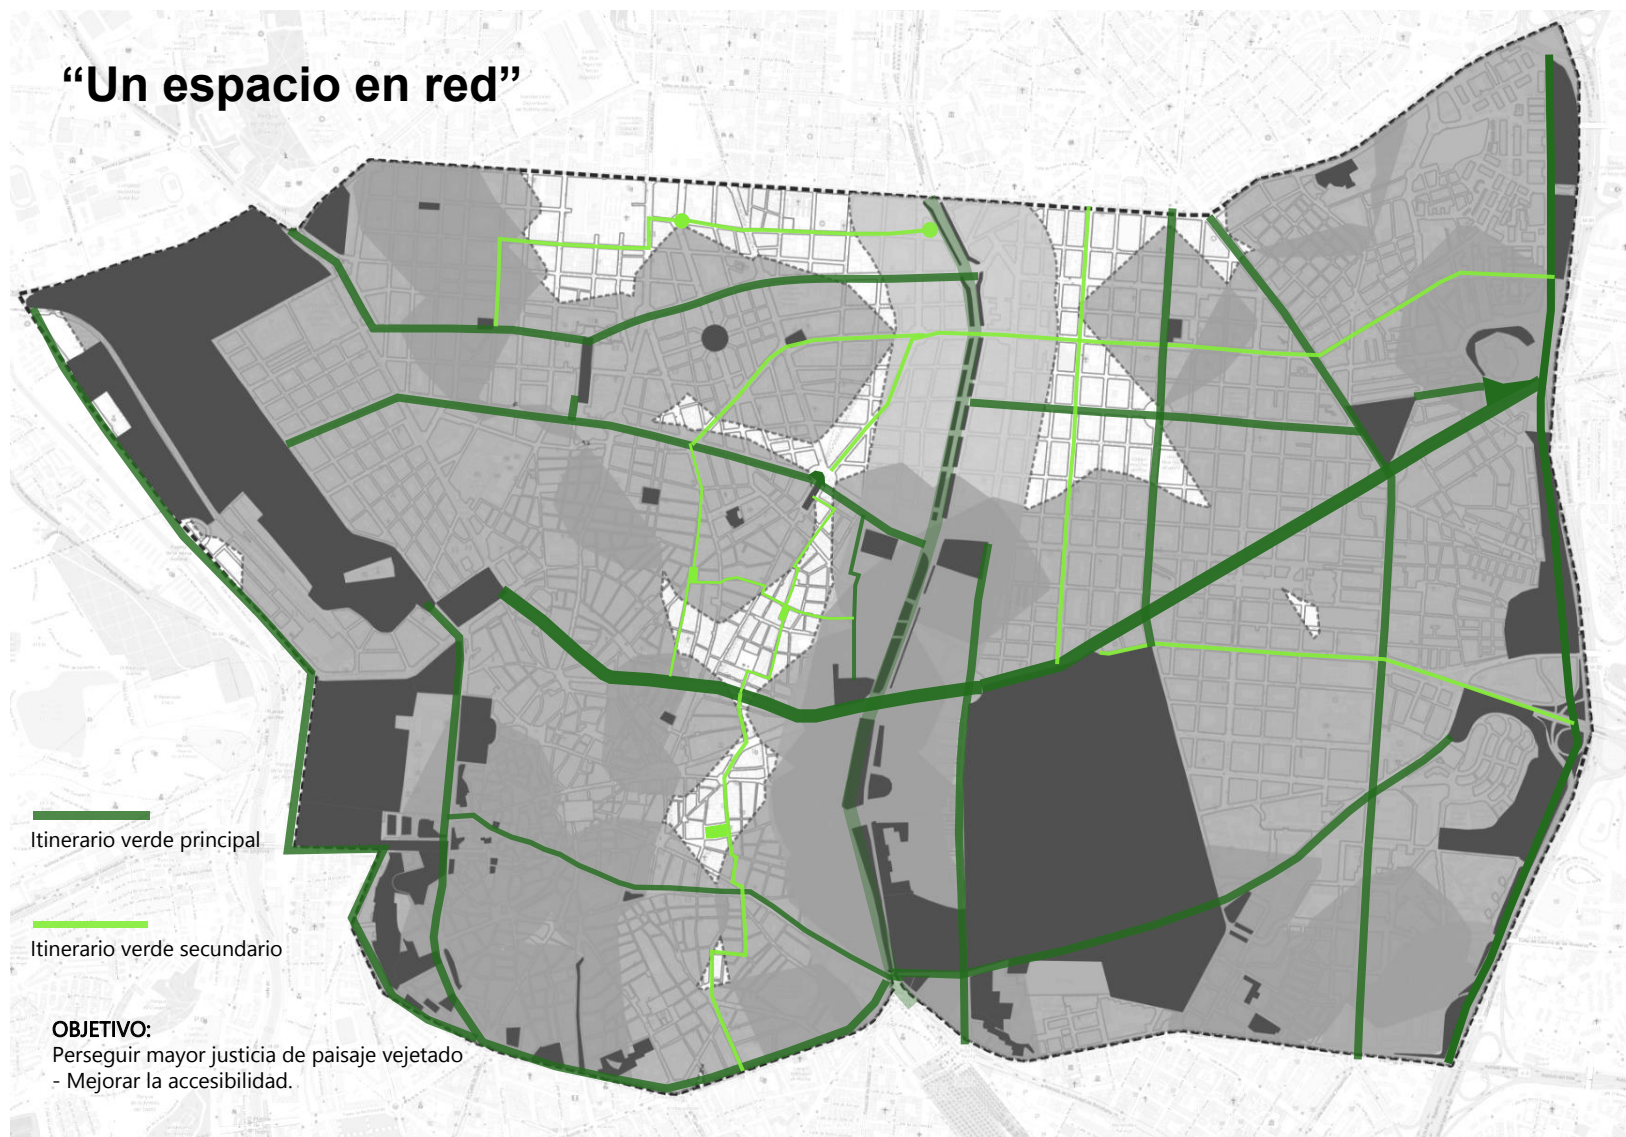 “Un espacio en red”
Itinerario verde principal
Itinerario verde secundario
OBJETIVO:
Perseguir mayor justicia de paisaje vejetado
- Mejorar la accesibilidad.